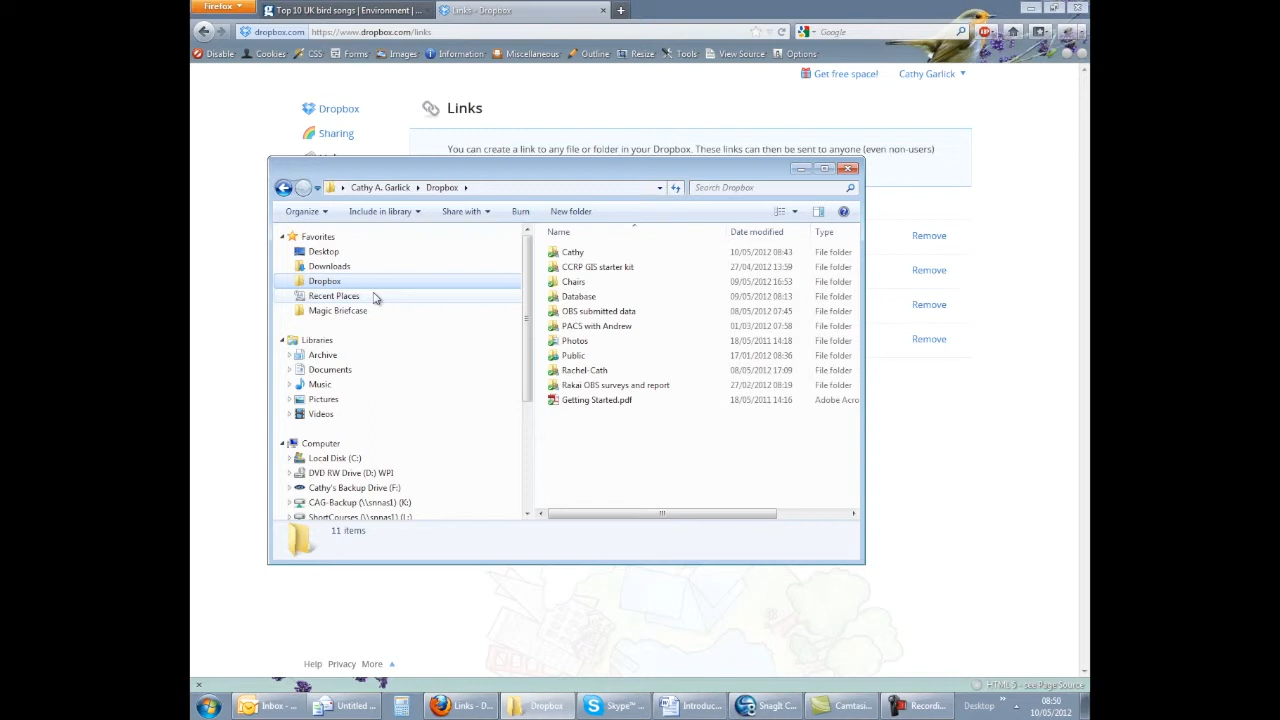 Firefox
Top 10 UK bird songs | Environment | ...
Links - Dropbox
dropbox.com https://www.dropbox.com/links
Google
Disable Cookies CSS Forms Images Information Miscellaneous Outline Resize Tools View Source Options
Get free space! Cathy Garlick
Dropbox
Links
Sharing
You can create a link to any file or folder in your Dropbox. These links can then be sent to anyone (even non-users)
Cathy A. Garlick Dropbox
Search Dropbox
Organize Include in library Share with Burn New folder
Favorites
Desktop
Downloads
Dropbox
Recent Places
Magic Briefcase
Libraries
Archive
Documents
Music
Pictures
Videos
Computer
Local Disk (C:)
DVD RW Drive (D:) WPI
Cathy's Backup Drive (F:)
CAG-Backup (\\snnas1) (K:)
ShortCourses (\\snnas1) (L:)
Name Date modified Type
Cathy 10/05/2012 08:43 File folder
CCRP GIS starter kit 27/04/2012 13:59 File folder
Chairs 09/05/2012 16:53 File folder
Database 09/05/2012 08:13 File folder
OBS submitted data 08/05/2012 07:45 File folder
PACS with Andrew 01/03/2012 07:58 File folder
Photos 18/05/2011 14:18 File folder
Public 17/01/2012 08:36 File folder
Rachel-Cath 08/05/2012 17:09 File folder
Rakai OBS surveys and report 27/02/2012 08:19 File folder
Getting Started.pdf 18/05/2011 14:16 Adobe Acro
11 items
Remove
Remove
Remove
Remove
Help Privacy More
HTML 5 - see Page Source
Inbox - ... Untitled ... Links - D... Dropbox Skype™ ... Introduc... SnagIt C... Camtasi... Recordi... Desktop
08:50
10/05/2012